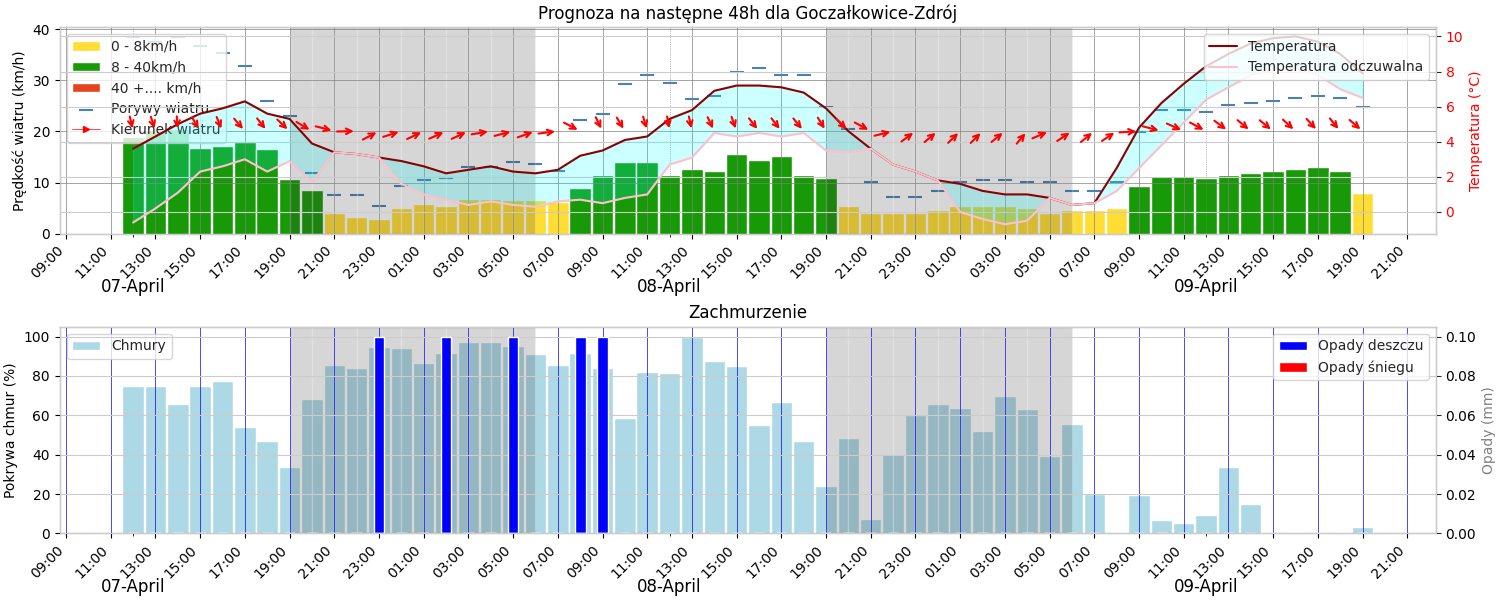 Prognoza na następne 48h dla Goczałkowice-Zdrój
Prędkość wiatru (km/h)
40
30
20
10
0
0 - 8km/h
8 - 40km/h
40 +.... km/h
Porywy wiatru
Kierunek wiatru
Temperatura
Temperatura odczuwalna
10
8
6
4
2
0
Temperatura (°C)
09:00 11:00 13:00 15:00 17:00 19:00 21:00 23:00 01:00 03:00 05:00 07:00 09:00 11:00 13:00 15:00 17:00 19:00 21:00 23:00 01:00 03:00 05:00 07:00 09:00 11:00 13:00 15:00 17:00 19:00 21:00
07-April 08-April 09-April
Zachmurzenie
Pokrywa chmur (%)
100
80
60
40
20
0
Chmury
Opady deszczu
Opady śniegu
0.10
0.08
0.06
0.04
0.02
0.00
Opady (mm)
09:00 11:00 13:00 15:00 17:00 19:00 21:00 23:00 01:00 03:00 05:00 07:00 09:00 11:00 13:00 15:00 17:00 19:00 21:00 23:00 01:00 03:00 05:00 07:00 09:00 11:00 13:00 15:00 17:00 19:00 21:00
07-April 08-April 09-April